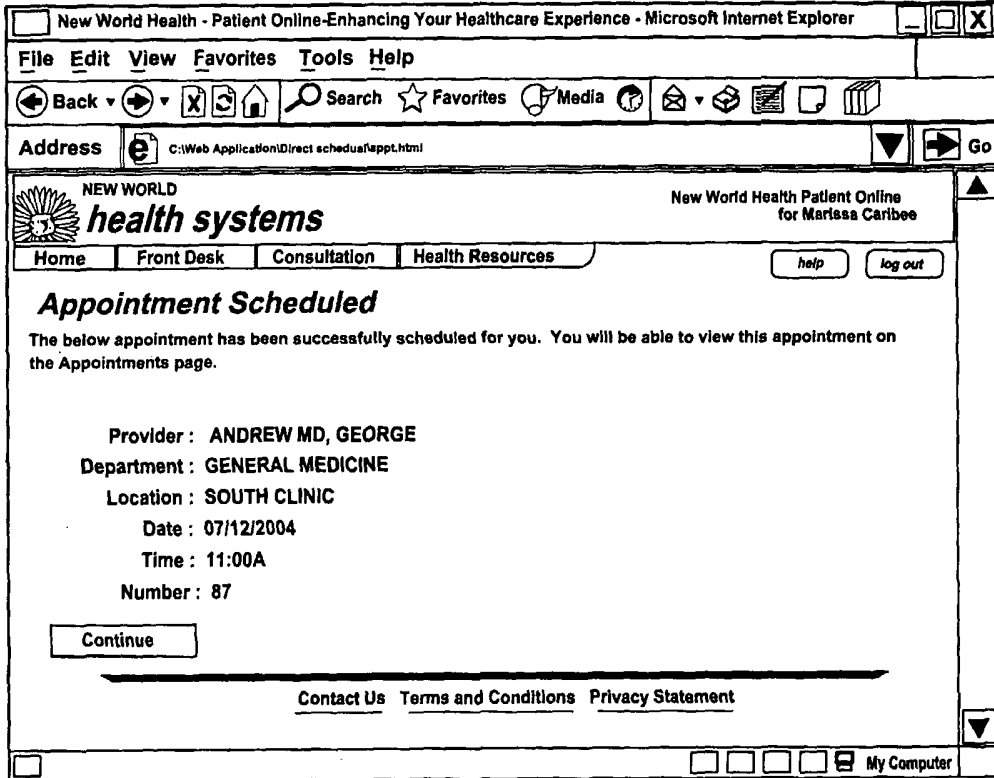 New World Health - Patient Online-Enhancing Your Healthcare Experience - Microsoft Internet Explorer
X
File Edit View Favorites Tools Help
Back Search Favorites Media
Address e C:\Web Application\Direct schedual\appt.html Go
NEW WORLD
health systems
New World Health Patient Online
for Marissa Caribee
Home Front Desk Consultation Health Resources
help log out
Appointment Scheduled
The below appointment has been successfully scheduled for you. You will be able to view this appointment on
the Appointments page.
Provider : ANDREW MD, GEORGE
Department : GENERAL MEDICINE
Location : SOUTH CLINIC
Date : 07/12/2004
Time : 11:00A
Number : 87
Continue
Contact Us Terms and Conditions Privacy Statement
My Computer